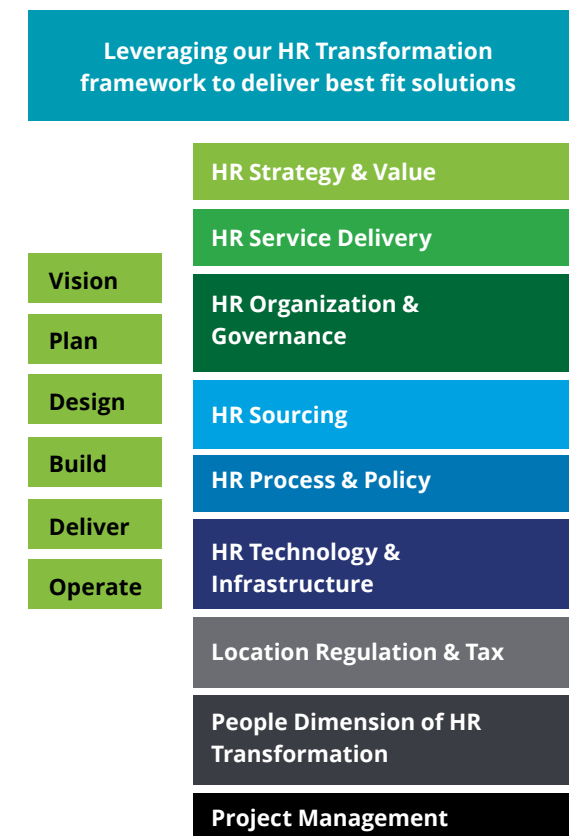 Leveraging our HR Transformation
framework to deliver best fit solutions
Vision
Plan
Design
Build
Deliver
Operate
HR Strategy & Value
HR Service Delivery
HR Organization &
Governance
HR Sourcing
HR Process & Policy
HR Technology &
Infrastructure
Location Regulation & Tax
People Dimension of HR
Transformation
Project Management